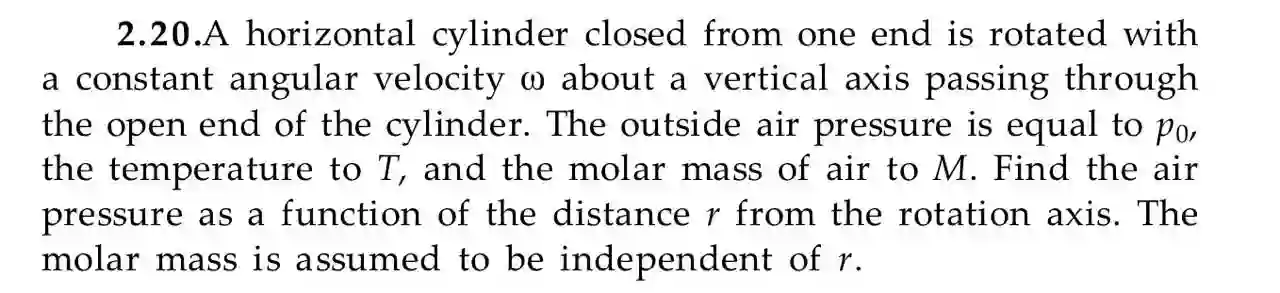 2.20.A horizontal cylinder closed from one end is rotated with
a constant angular velocity ω about a vertical axis passing through
the open end of the cylinder. The outside air pressure is equal to p₀,
the temperature to T, and the molar mass of air to M. Find the air
pressure as a function of the distance r from the rotation axis. The
molar mass is assumed to be independent of r.